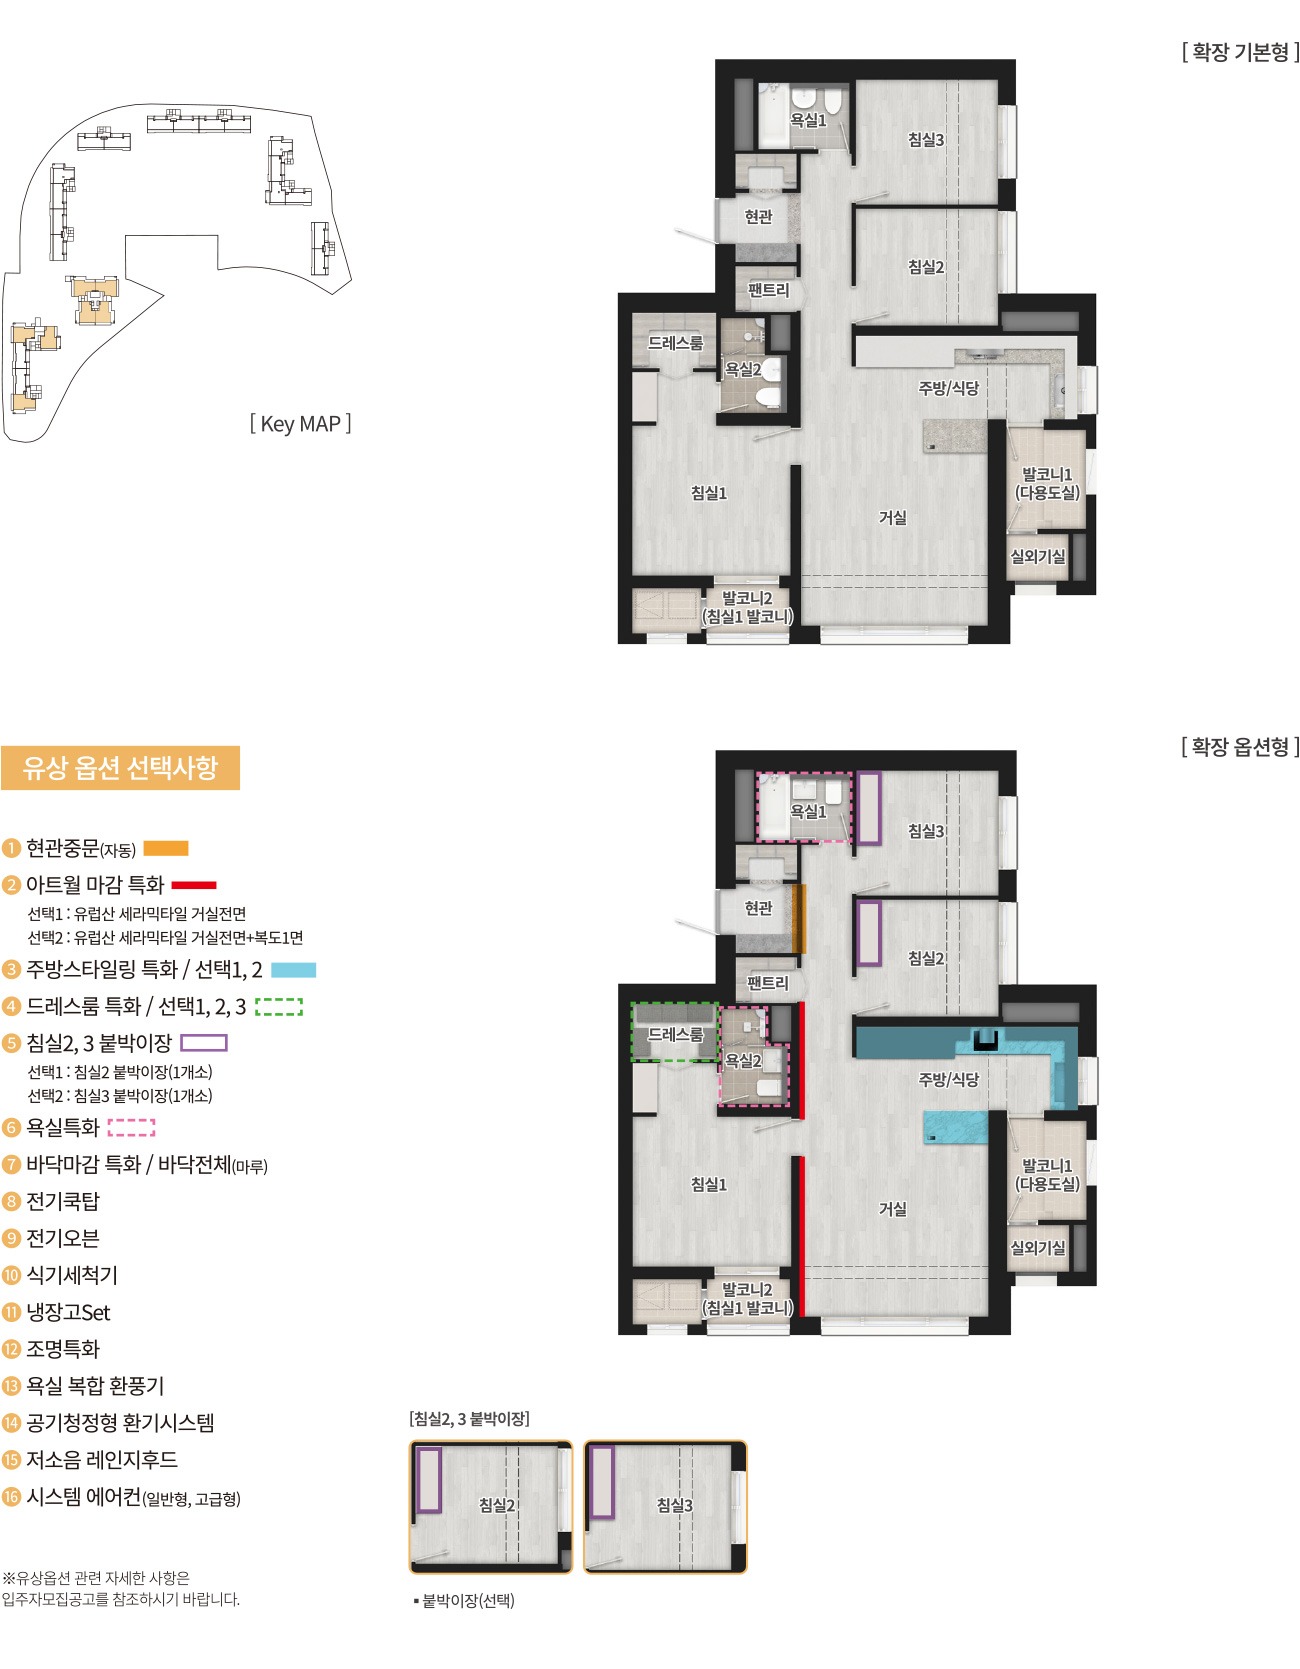 [ 확장 기본형 ]
욕실1
침실3
현관
침실2
팬트리
드레스룸
욕실2
주방/식당
[ Key MAP ]
침실1
발코니1
(다용도실)
거실
실외기실
발코니2
(침실1 발코니)
[ 확장 옵션형 ]
유상 옵션 선택사항
1 현관중문(자동)
2 아트월 마감 특화
선택1 : 유럽산 세라믹타일 거실전면
선택2 : 유럽산 세라믹타일 거실전면+복도1면
3 주방스타일링 특화 / 선택1, 2
4 드레스룸 특화 / 선택1, 2, 3
5 침실2, 3 붙박이장
선택1 : 침실2 붙박이장(1개소)
선택2 : 침실3 붙박이장(1개소)
6 욕실특화
7 바닥마감 특화 / 바닥전체(마루)
8 전기쿡탑
9 전기오븐
10 식기세척기
11 냉장고Set
12 조명특화
13 욕실 복합 환풍기
14 공기청정형 환기시스템
15 저소음 레인지후드
16 시스템 에어컨(일반형, 고급형)
※유상옵션 관련 자세한 사항은
입주자모집공고를 참조하시기 바랍니다.
욕실1
침실3
현관
침실2
팬트리
드레스룸
욕실2
주방/식당
침실1
발코니1
(다용도실)
거실
실외기실
발코니2
(침실1 발코니)
[침실2, 3 붙박이장]
침실2
침실3
▪ 붙박이장(선택)